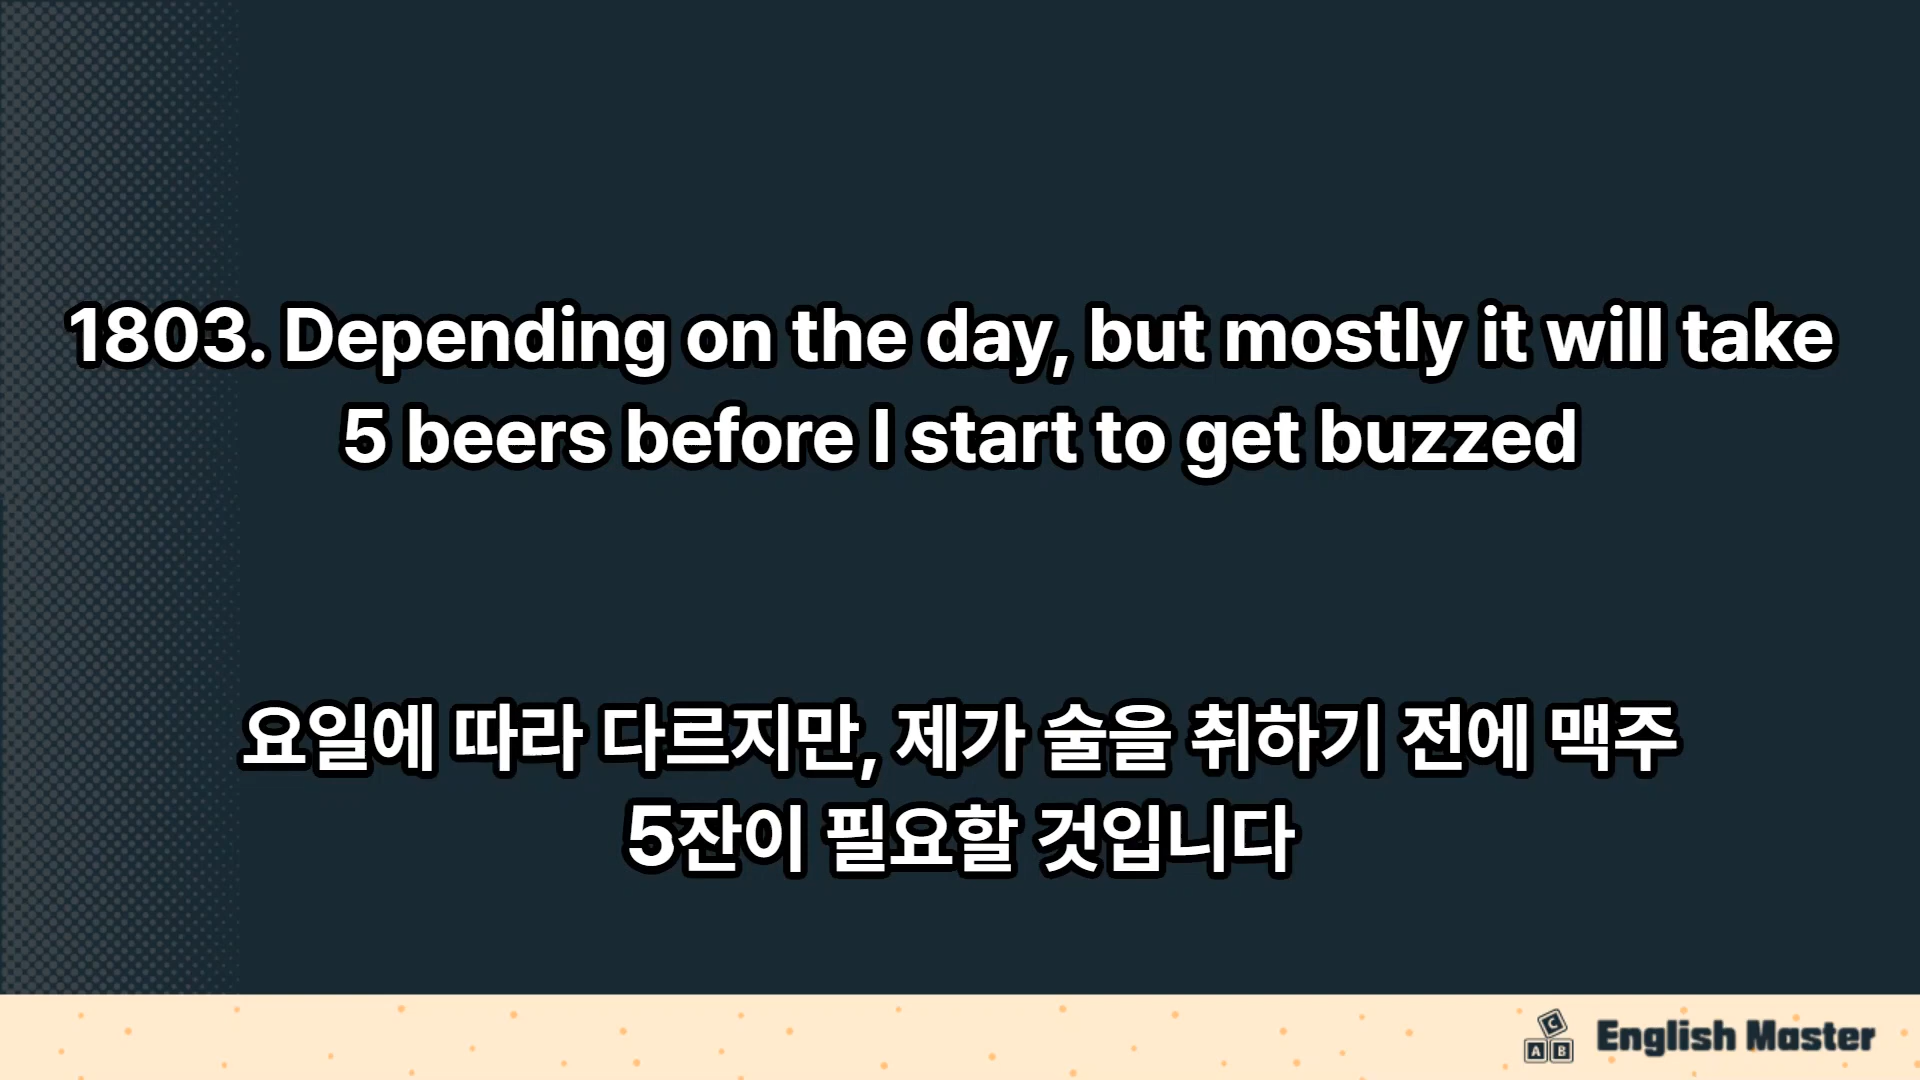 1803. Depending on the day, but mostly it will take
5 beers before I start to get buzzed
요일에 따라 다르지만, 제가 술을 취하기 전에 맥주
5잔이 필요할 것입니다
C
A B
English Master